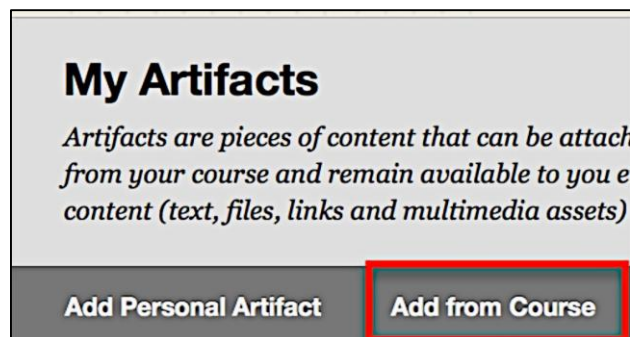 My Artifacts
Artifacts are pieces of content that can be attach
from your course and remain available to you e
content (text, files, links and multimedia assets)
Add Personal Artifact
Add from Course